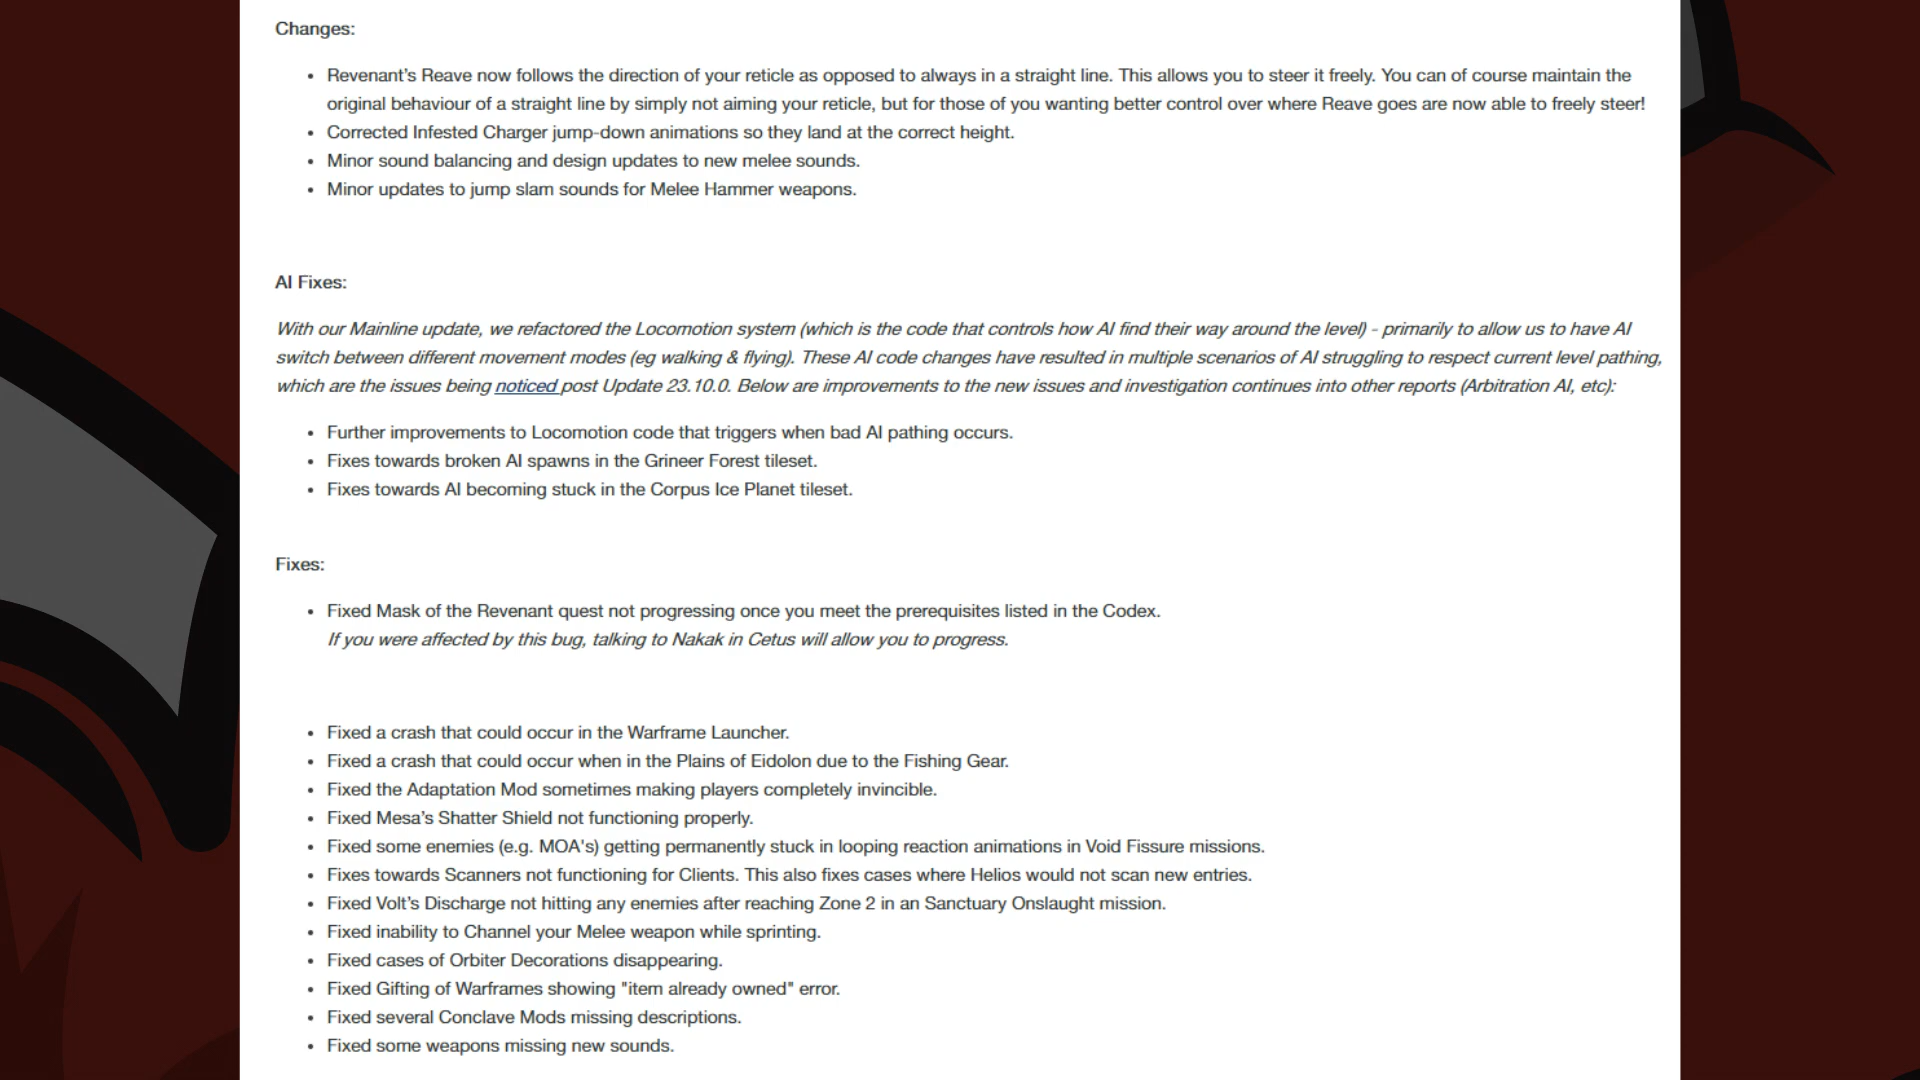 Changes:
• Revenant’s Reave now follows the direction of your reticle as opposed to always in a straight line. This allows you to steer it freely. You can of course maintain the
original behaviour of a straight line by simply not aiming your reticle, but for those of you wanting better control over where Reave goes are now able to freely steer!
• Corrected Infested Charger jump-down animations so they land at the correct height.
• Minor sound balancing and design updates to new melee sounds.
• Minor updates to jump slam sounds for Melee Hammer weapons.
AI Fixes:
With our Mainline update, we refactored the Locomotion system (which is the code that controls how AI find their way around the level) - primarily to allow us to have AI
switch between different movement modes (eg walking & flying). These AI code changes have resulted in multiple scenarios of AI struggling to respect current level pathing,
which are the issues being noticed post Update 23.10.0. Below are improvements to the new issues and investigation continues into other reports (Arbitration AI, etc):
• Further improvements to Locomotion code that triggers when bad AI pathing occurs.
• Fixes towards broken AI spawns in the Grineer Forest tileset.
• Fixes towards AI becoming stuck in the Corpus Ice Planet tileset.
Fixes:
• Fixed Mask of the Revenant quest not progressing once you meet the prerequisites listed in the Codex.
If you were affected by this bug, talking to Nakak in Cetus will allow you to progress.
• Fixed a crash that could occur in the Warframe Launcher.
• Fixed a crash that could occur when in the Plains of Eidolon due to the Fishing Gear.
• Fixed the Adaptation Mod sometimes making players completely invincible.
• Fixed Mesa’s Shatter Shield not functioning properly.
• Fixed some enemies (e.g. MOA's) getting permanently stuck in looping reaction animations in Void Fissure missions.
• Fixes towards Scanners not functioning for Clients. This also fixes cases where Helios would not scan new entries.
• Fixed Volt’s Discharge not hitting any enemies after reaching Zone 2 in an Sanctuary Onslaught mission.
• Fixed inability to Channel your Melee weapon while sprinting.
• Fixed cases of Orbiter Decorations disappearing.
• Fixed Gifting of Warframes showing "item already owned" error.
• Fixed several Conclave Mods missing descriptions.
• Fixed some weapons missing new sounds.